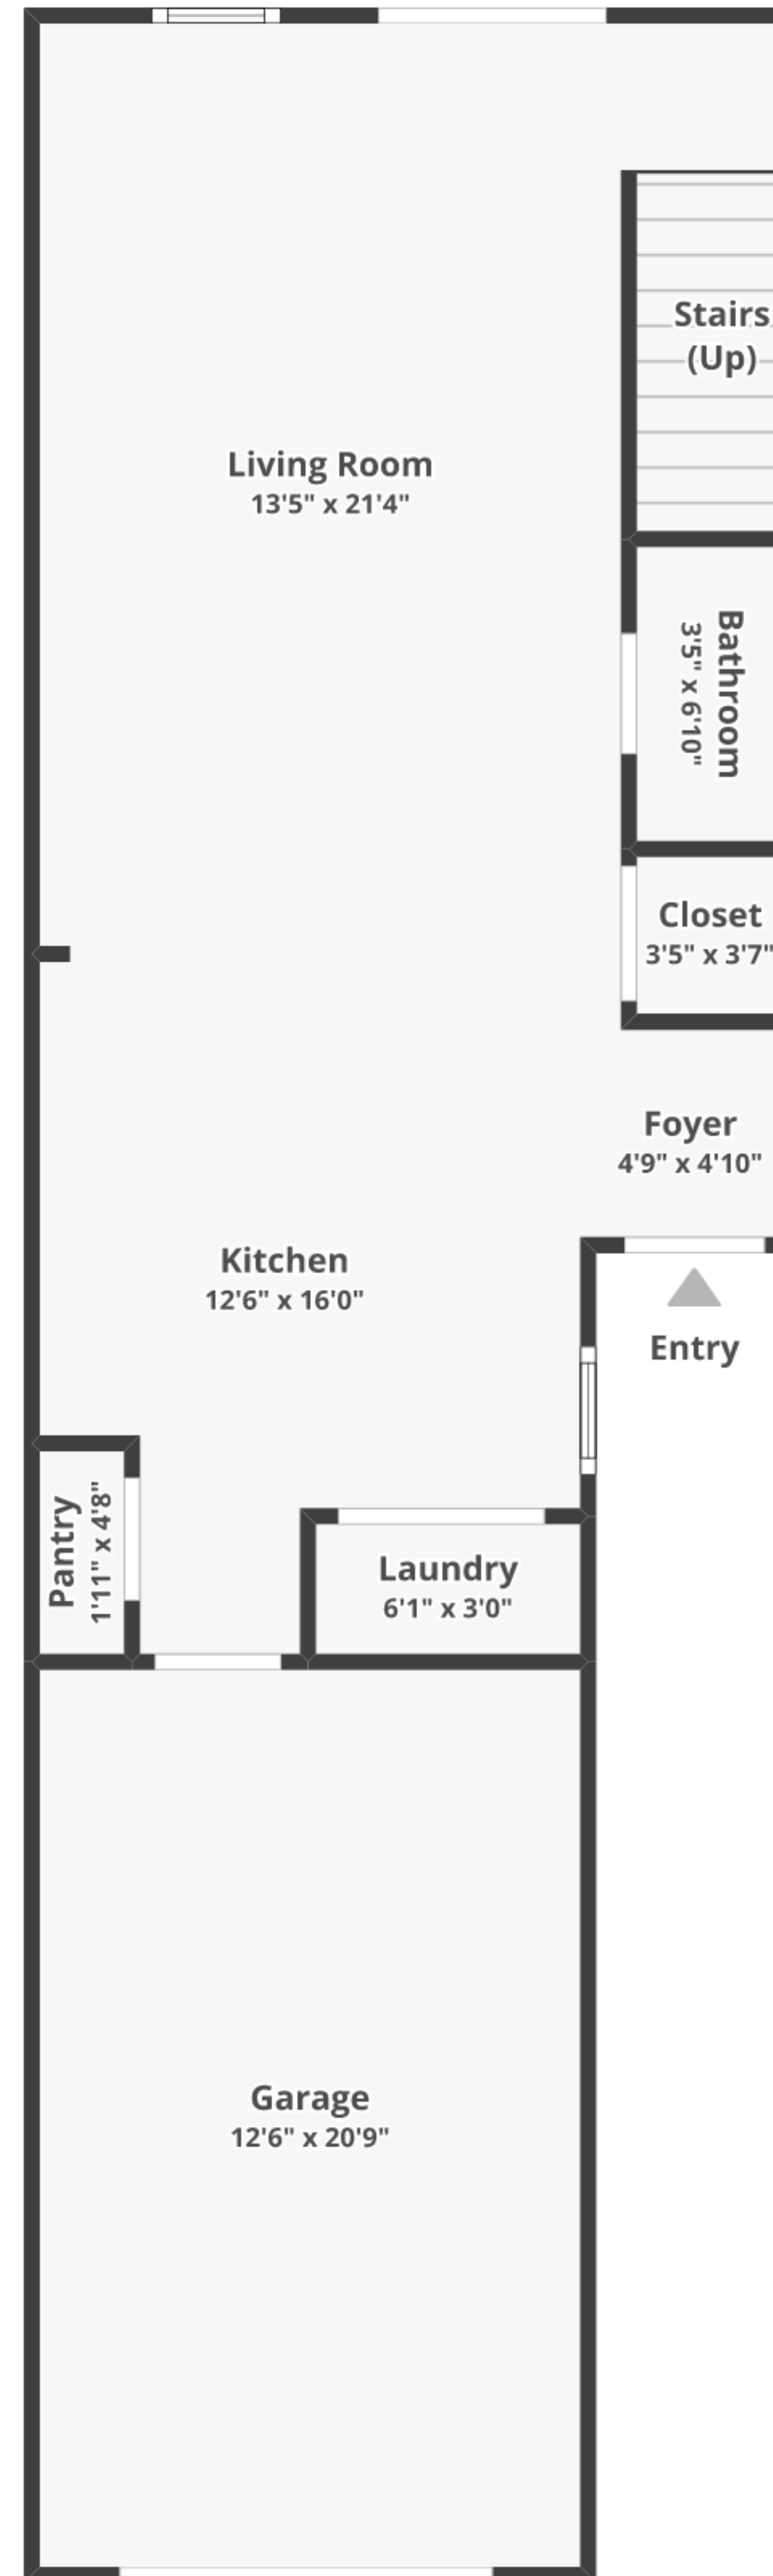 Stairs
(Up)
Living Room
13'5" x 21'4"
Bathroom
3'5" x 6'10"
Closet
3'5" x 3'7"
Foyer
4'9" x 4'10"
Kitchen
12'6" x 16'0"
Entry
Pantry
1'11" x 4'8"
Laundry
6'1" x 3'0"
Garage
12'6" x 20'9"